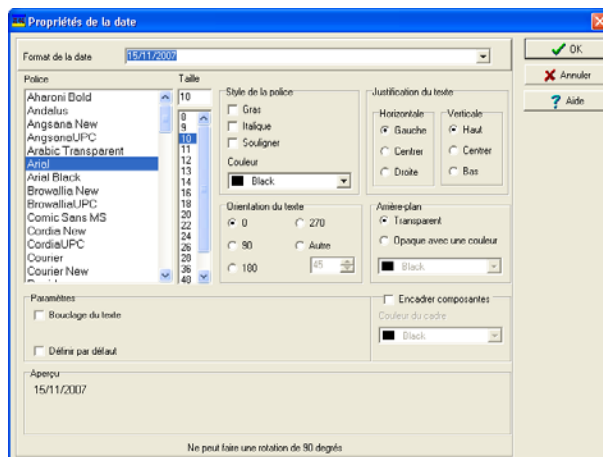 Propriétés de la date
Format de la date
15/11/2007
OK
Annuler
Aide
Police
Aharoni Bold
Andalus
Angsana New
AngsanaUPC
Arabic Transparent
Arial
Arial Black
Browallia New
BrowalliaUPC
Comic Sans MS
Cordia New
CordiaUPC
Courier
Courier New
Taille
10
8
9
10
11
12
13
14
16
18
20
22
24
26
28
36
48
Style de la police
Gras
Italique
Souligner
Couleur
Black
Justification du texte
Horizontale
Gauche
Centrer
Droite
Verticale
Haut
Centrer
Bas
Orientation du texte
0
270
90
Autre
180
45
Arrière-plan
Transparent
Opaque avec une couleur
Black
Paramètres
Bouclage du texte
Définir par défaut
Encadrer composantes
Couleur du cadre
Black
Aperçu
15/11/2007
Ne peut faire une rotation de 90 degrés